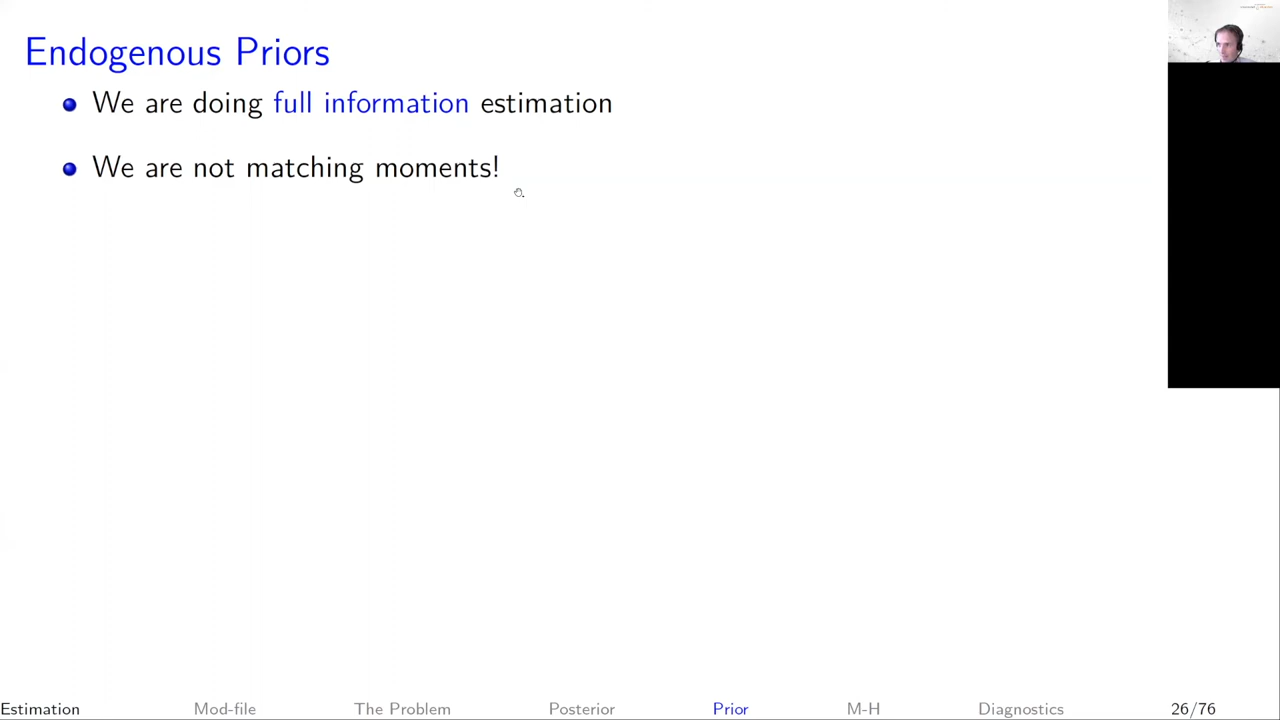 Endogenous Priors
We are doing full information estimation
We are not matching moments!
Estimation Mod-file The Problem Posterior Prior M-H Diagnostics 26/76